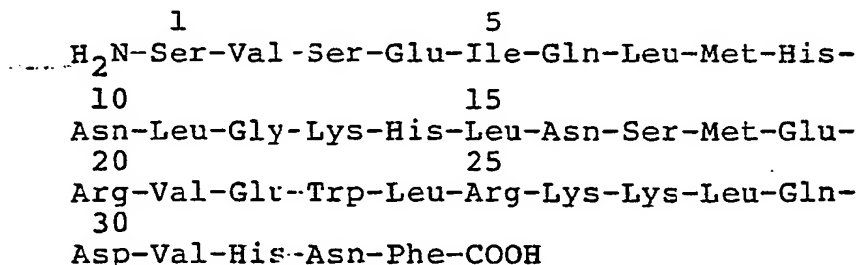 1 5
H2N-Ser-Val-Ser-Glu-Ile-Gln-Leu-Met-His-
10 15
Asn-Leu-Gly-Lys-His-Leu-Asn-Ser-Met-Glu-
20 25
Arg-Val-Glu-Trp-Leu-Arg-Lys-Lys-Leu-Gln-
30
Asp-Val-His-Asn-Phe-COOH